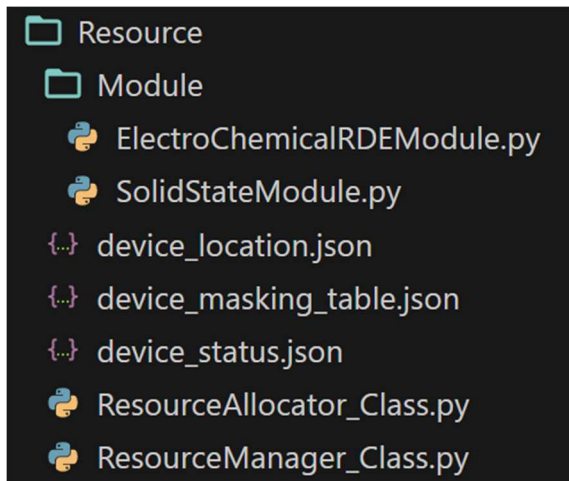 Resource
Module
ElectroChemicalRDEModule.py
SolidStateModule.py
{...} device_location.json
{...} device_masking_table.json
{...} device_status.json
ResourceAllocator_Class.py
ResourceManager_Class.py